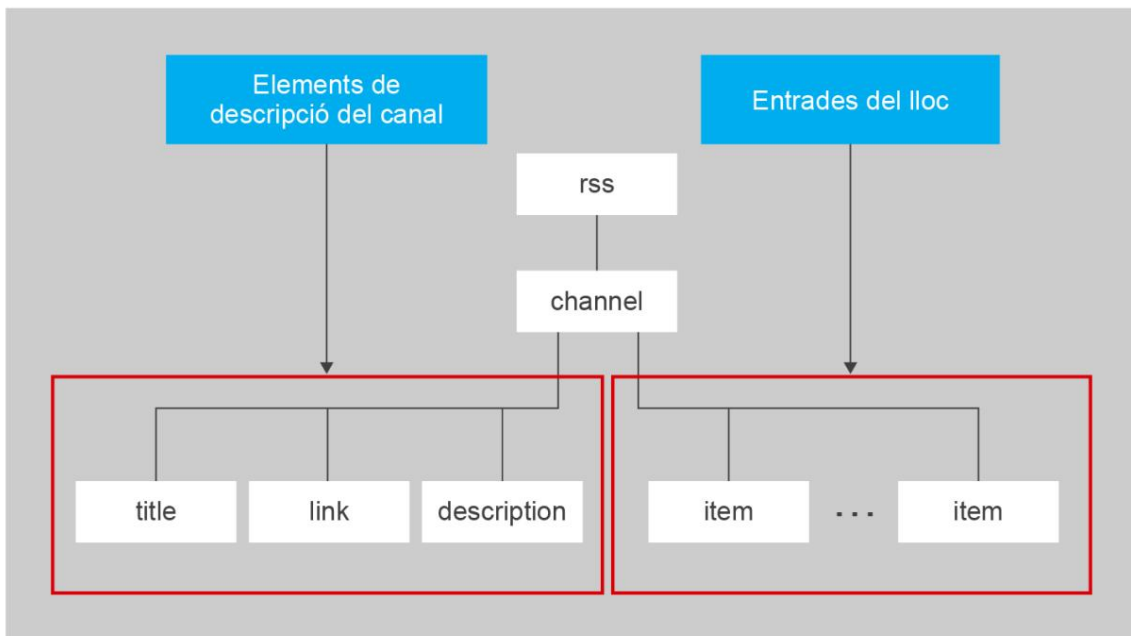 Elements de
descripció del canal
Entrades del lloc
rss
channel
title
link
description
item
...
item